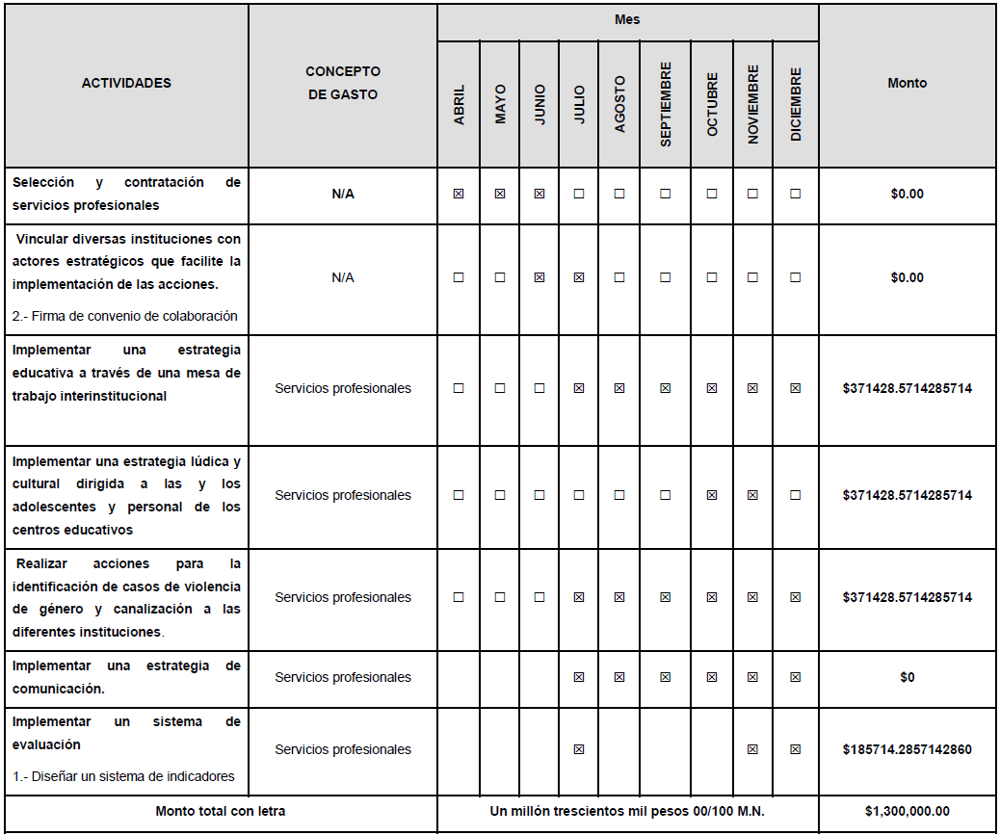 Mes
ACTIVIDADES
CONCEPTO
DE GASTO
ABRIL
MAYO
JUNIO
JULIO
AGOSTO
SEPTIEMBRE
OCTUBRE
NOVIEMBRE
DICIEMBRE
Monto
Selección y contratación de
servicios profesionales
N/A
☒ ☒ ☒ ☐ ☐ ☐ ☐ ☐ ☐
$0.00
Vincular diversas instituciones con
actores estratégicos que facilite la
implementación de las acciones.
2.- Firma de convenio de colaboración
N/A
☐ ☐ ☒ ☒ ☐ ☐ ☐ ☐ ☐
$0.00
Implementar una estrategia
educativa a través de una mesa de
trabajo interinstitucional
Servicios profesionales
☐ ☐ ☐ ☒ ☒ ☒ ☒ ☒ ☒
$371428.5714285714
Implementar una estrategia lúdica y
cultural dirigida a las y los
adolescentes y personal de los
centros educativos
Servicios profesionales
☐ ☐ ☐ ☐ ☐ ☐ ☒ ☒ ☐
$371428.5714285714
Realizar acciones para la
identificación de casos de violencia
de género y canalización a las
diferentes instituciones.
Servicios profesionales
☐ ☐ ☐ ☒ ☒ ☒ ☒ ☒ ☒
$371428.5714285714
Implementar una estrategia de
comunicación.
Servicios profesionales
☒ ☒ ☒ ☒ ☒ ☒
$0
Implementar un sistema de
evaluación
1.- Diseñar un sistema de indicadores
Servicios profesionales
☒ ☒ ☒
$185714.2857142860
Monto total con letra
Un millón trescientos mil pesos 00/100 M.N.
$1,300,000.00